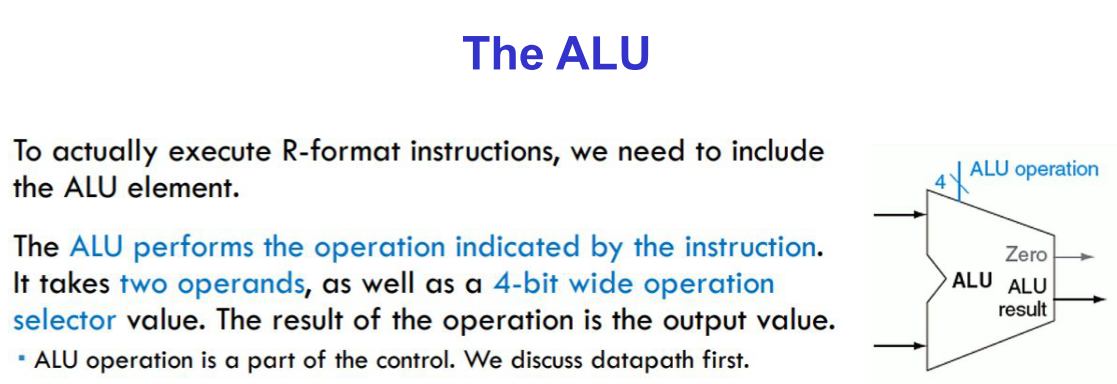 The ALU
To actually execute R-format instructions, we need to include
the ALU element.
The ALU performs the operation indicated by the instruction.
It takes two operands, as well as a 4-bit wide operation
selector value. The result of the operation is the output value.
▪ ALU operation is a part of the control. We discuss datapath first.
4 ALU operation
Zero
ALU ALU
result